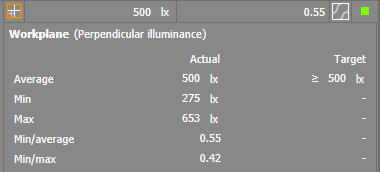 500 lx 0.55
Workplane (Perpendicular illuminance)
Actual Target
Average 500 lx ≥ 500 lx
Min 275 lx -
Max 653 lx -
Min/average 0.55 -
Min/max 0.42 -